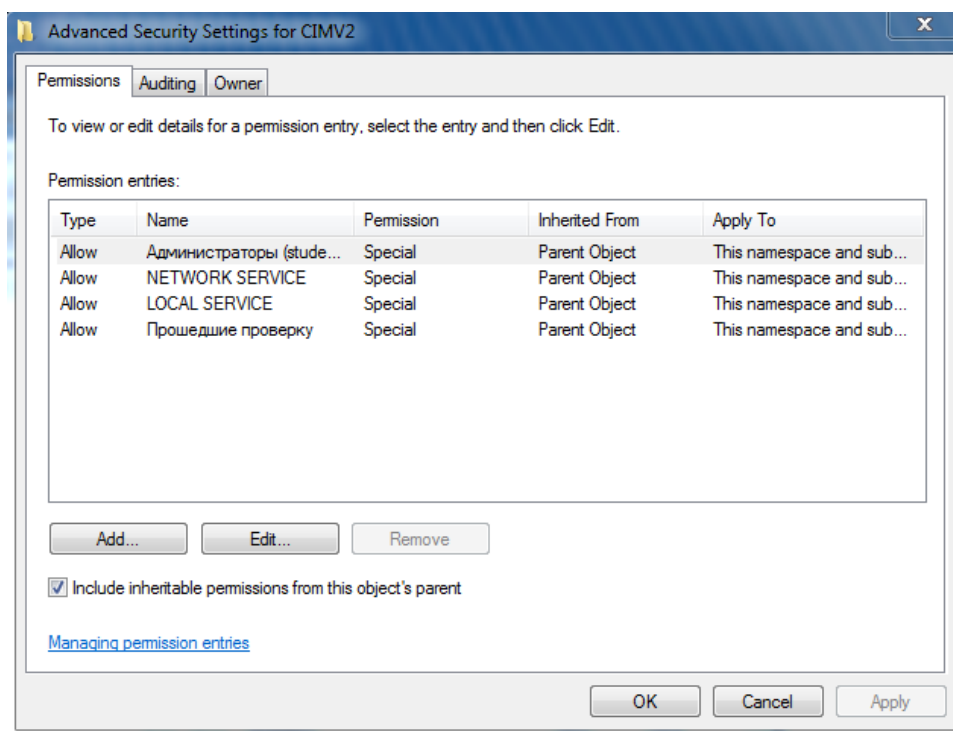 Advanced Security Settings for CIMV2
Permissions Auditing Owner
To view or edit details for a permission entry, select the entry and then click Edit.
Permission entries:
Type Name Permission Inherited From Apply To
Allow Администраторы (stude... Special Parent Object This namespace and sub...
Allow NETWORK SERVICE Special Parent Object This namespace and sub...
Allow LOCAL SERVICE Special Parent Object This namespace and sub...
Allow Прошедшие проверку Special Parent Object This namespace and sub...
Add... Edit... Remove
Include inheritable permissions from this object's parent
Managing permission entries
OK Cancel Apply